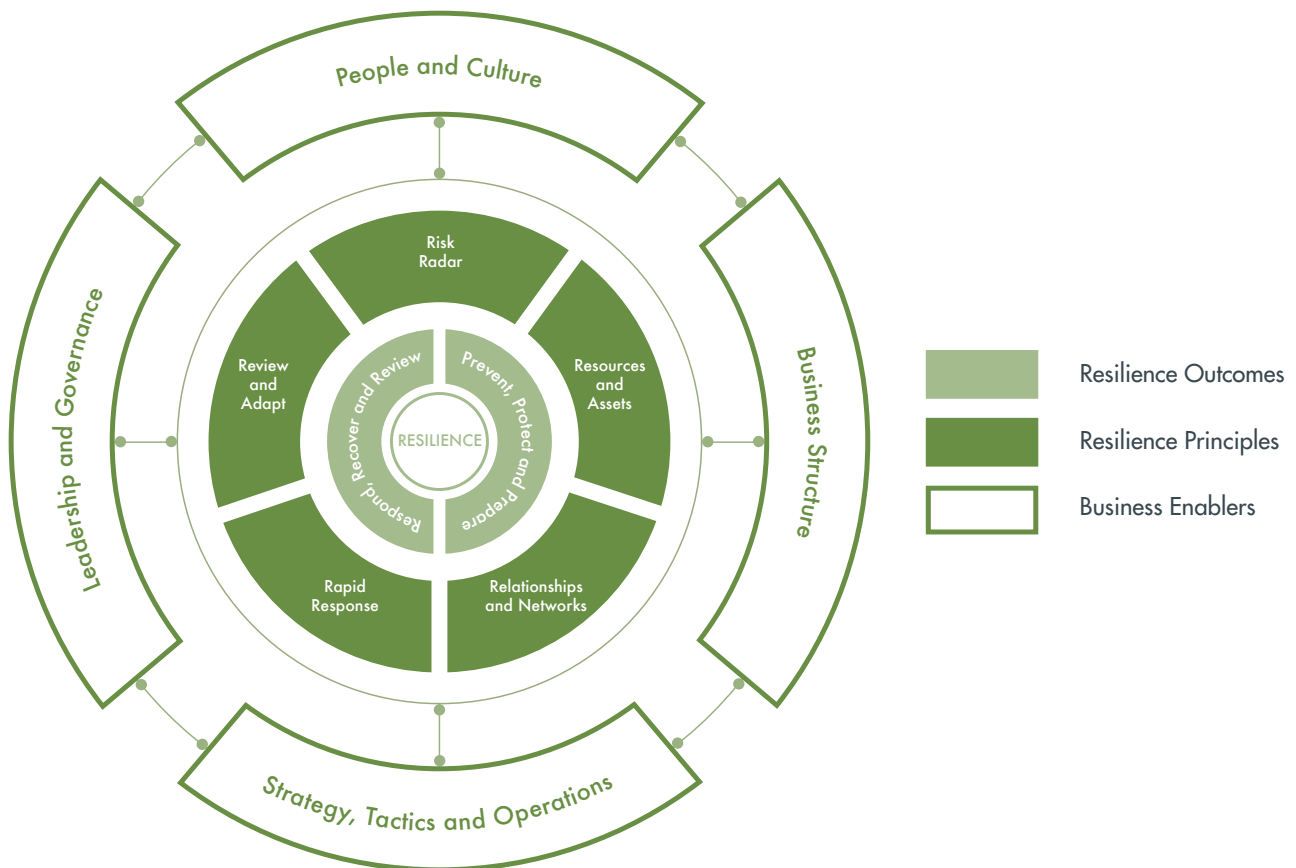 People and Culture
Business Structure
Strategy, Tactics and Operations
Leadership and Governance
Risk
Radar
Resources
and
Assets
Relationships
and Networks
Rapid
Response
Review
and
Adapt
Prevent, Protect and Prepare
Respond, Recover and Review
RESILIENCE
Resilience Outcomes
Resilience Principles
Business Enablers